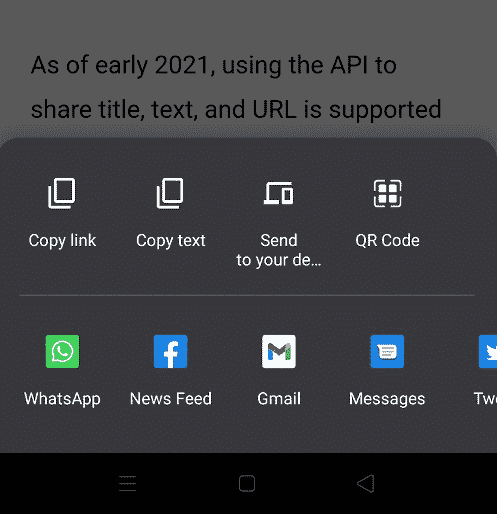 As of early 2021, using the API to
share title, text, and URL is supported
Copy link
Copy text
Send
to your de...
QR Code
WhatsApp
News Feed
Gmail
Messages
Twe